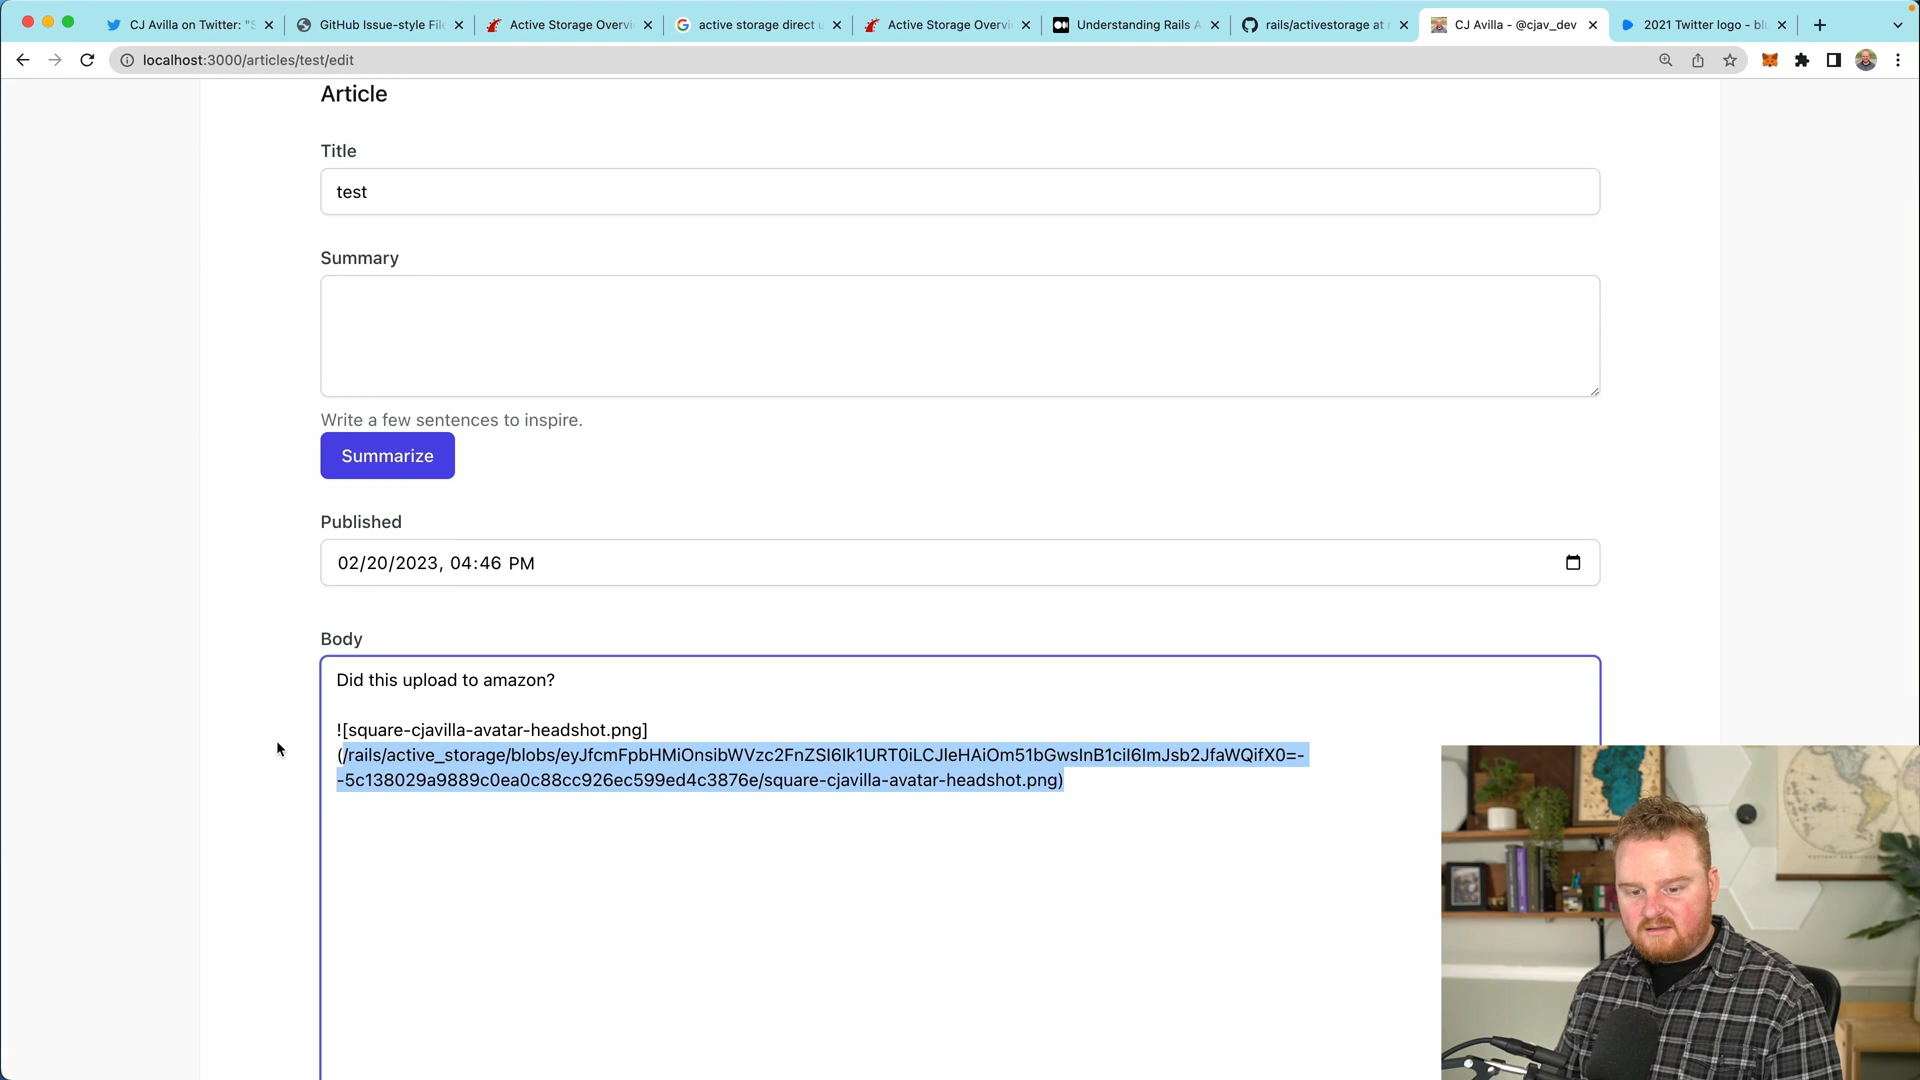 CJ Avilla on Twitter: "S
GitHub Issue-style File
Active Storage Overvi
active storage direct u
Active Storage Overvi
Understanding Rails A
rails/activestorage at r
CJ Avilla - @cjav_dev
2021 Twitter logo - blu
localhost:3000/articles/test/edit
Article
Title
test
Summary
Write a few sentences to inspire.
Summarize
Published
02/20/2023, 04:46 PM
Body
Did this upload to amazon?
![square-cjavilla-avatar-headshot.png]
(/rails/active_storage/blobs/eyJfcmFpbHMiOnsibWVzc2FnZSI6Ik1URT0iLCJleHAiOm51bGwsInB1ciI6ImJsb2JfaWQifX0=-
-5c138029a9889c0ea0c88cc926ec599ed4c3876e/square-cjavilla-avatar-headshot.png)